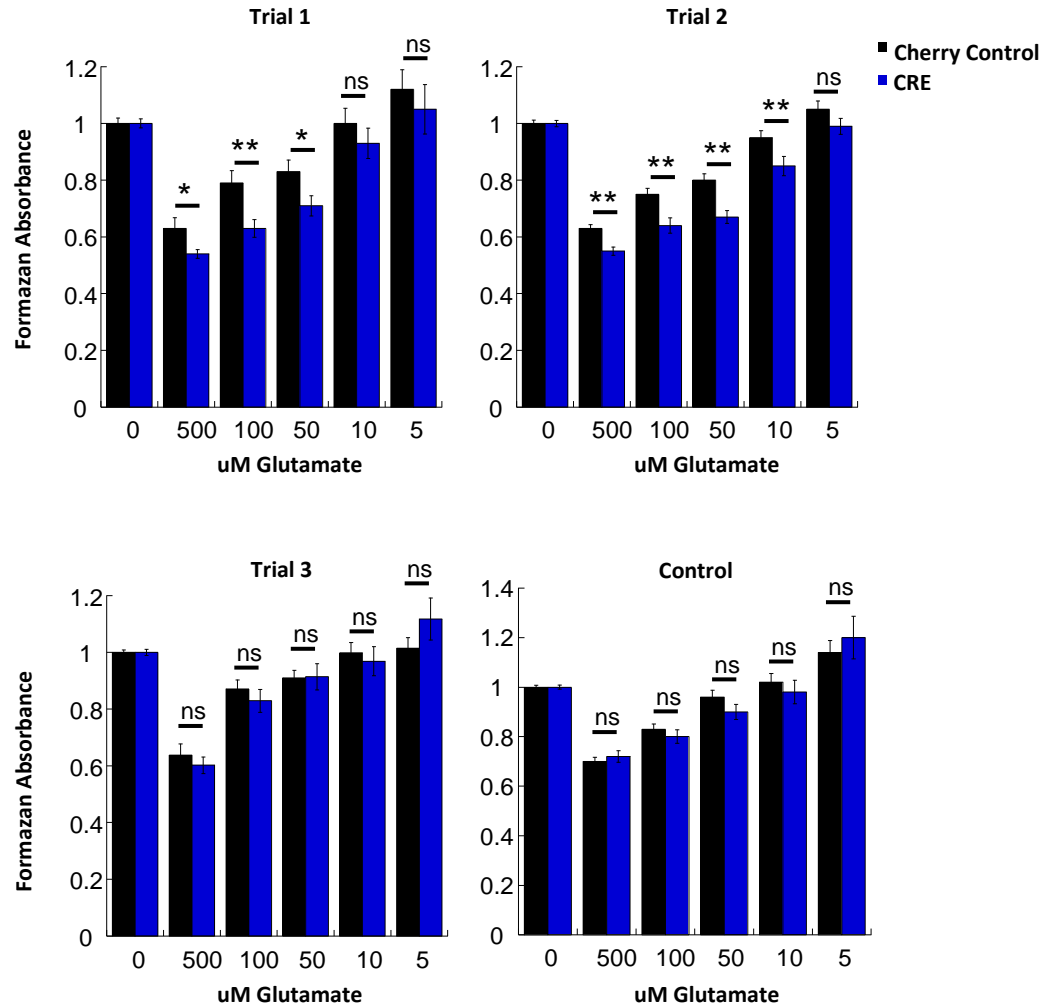 Trial 1
Trial 2
Cherry Control
CRE
Formazan Absorbance
1.2
1
0.8
0.6
0.4
0.2
0
*
**
*
ns
ns
0 500 100 50 10 5
uM Glutamate
1.2
1
0.8
0.6
0.4
0.2
0
**
**
**
**
ns
0 500 100 50 10 5
uM Glutamate
Trial 3
Control
Formazan Absorbance
1.2
1
0.8
0.6
0.4
0.2
0
ns
ns
ns
ns
ns
0 500 100 50 10 5
uM Glutamate
1.4
1.2
1
0.8
0.6
0.4
0.2
0
ns
ns
ns
ns
ns
0 500 100 50 10 5
uM Glutamate